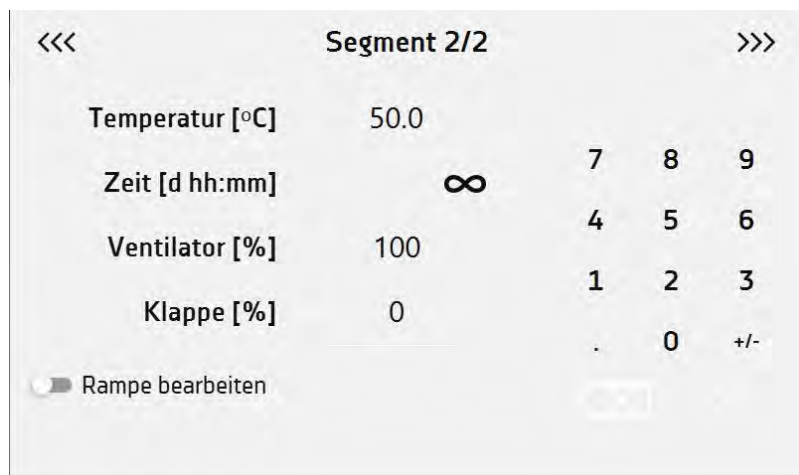 <<< Segment 2/2 >>>
Temperatur [°C] 50.0
Zeit [d hh:mm] ∞
Ventilator [%] 100
Klappe [%] 0
Rampe bearbeiten
7 8 9
4 5 6
1 2 3
. 0 +/-